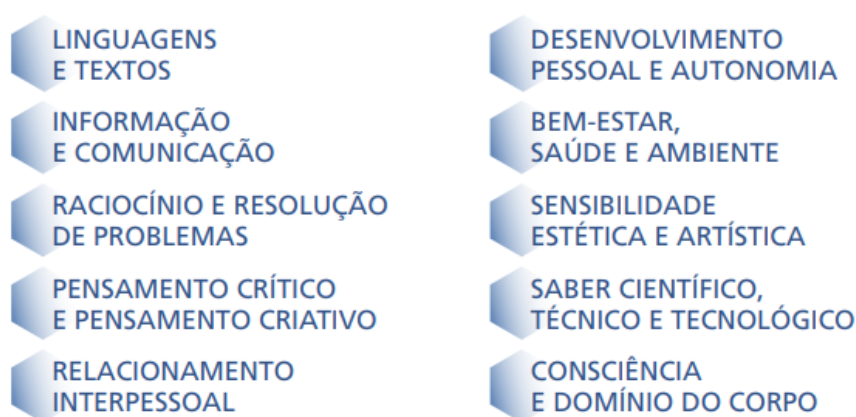 LINGUAGENS
E TEXTOS
INFORMAÇÃO
E COMUNICAÇÃO
RACIOCÍNIO E RESOLUÇÃO
DE PROBLEMAS
PENSAMENTO CRÍTICO
E PENSAMENTO CRIATIVO
RELACIONAMENTO
INTERPESSOAL
DESENVOLVIMENTO
PESSOAL E AUTONOMIA
BEM-ESTAR,
SAÚDE E AMBIENTE
SENSIBILIDADE
ESTÉTICA E ARTÍSTICA
SABER CIENTÍFICO,
TÉCNICO E TECNOLÓGICO
CONSCIÊNCIA
E DOMÍNIO DO CORPO